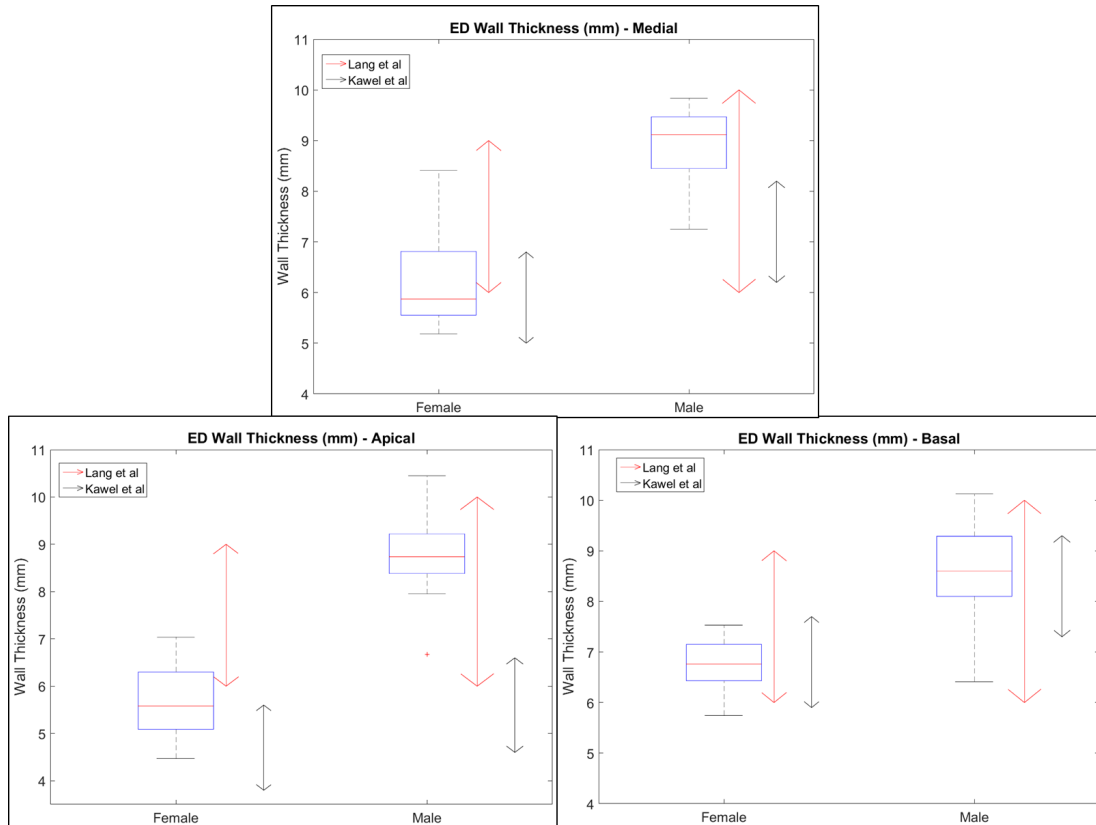 ED Wall Thickness (mm) - Medial
11
10
9
8
7
6
5
4
Wall Thickness (mm)
Lang et al
Kawel et al
Female
Male
ED Wall Thickness (mm) - Apical
11
10
9
8
7
6
5
4
Wall Thickness (mm)
Lang et al
Kawel et al
Female
Male
ED Wall Thickness (mm) - Basal
11
10
9
8
7
6
5
4
Wall Thickness (mm)
Lang et al
Kawel et al
Female
Male